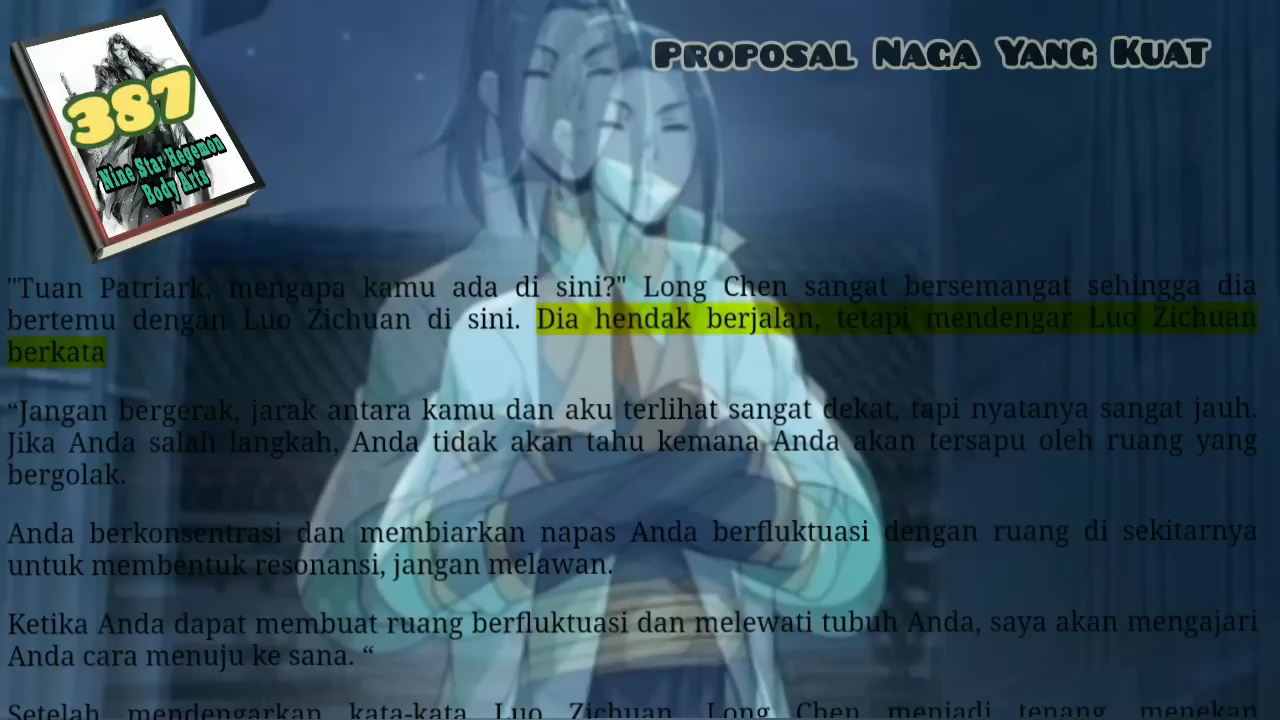 Proposal Naga Yang Kuat
387
Nine Star Hegemon
Body Arts
"Tuan Patriark, mengapa kamu ada di sini?" Long Chen sangat bersemangat sehingga dia
bertemu dengan Luo Zichuan di sini. Dia hendak berjalan, tetapi mendengar Luo Zichuan
berkata
“Jangan bergerak, jarak antara kamu dan aku terlihat sangat dekat, tapi nyatanya sangat jauh.
Jika Anda salah langkah, Anda tidak akan tahu kemana Anda akan tersapu oleh ruang yang
bergolak.
Anda berkonsentrasi dan membiarkan napas Anda berfluktuasi dengan ruang di sekitarnya
untuk membentuk resonansi, jangan melawan.
Ketika Anda dapat membuat ruang berfluktuasi dan melewati tubuh Anda, saya akan mengajari
Anda cara menuju ke sana. “
Setelah mendengarkan kata-kata Luo Zichuan, Long Chen menjadi tenang, menekan